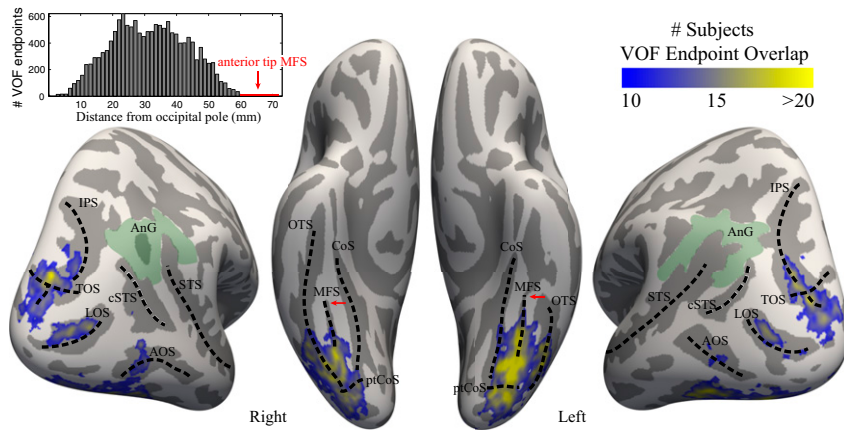 600
400
200
0
# VOF endpoints
anterior tip MFS
10 20 30 40 50 60 70
Distance from occipital pole (mm)
# Subjects
VOF Endpoint Overlap
10 15 >20
IPS
AnG
TOS
cSTS
STS
LOS
AOS
OTS
CoS
MFS
ptCoS
CoS
MFS
OTS
ptCoS
IPS
AnG
STS
cSTS
TOS
LOS
AOS
Right
Left